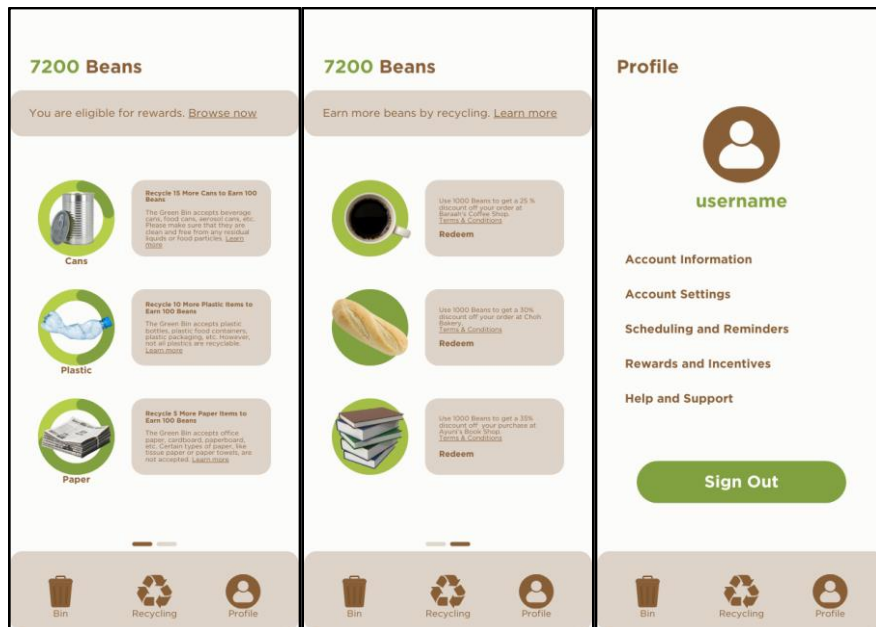 7200 Beans
You are eligible for rewards. Browse now
Recycle 15 More Cans to Earn 100
Beans
The Green Bin accepts beverage
cans, food cans, aerosol cans, etc.
Please make sure that they are
clean and free from any residual
liquids or food particles. Learn
more
Cans
Recycle 10 More Plastic Items to
Earn 100 Beans
The Green Bin accepts plastic
bottles, plastic food containers,
plastic packaging, etc. However,
not all plastics are recyclable.
Learn more
Plastic
Recycle 5 More Paper Items to
Earn 100 Beans
The Green Bin accepts office
paper, cardboard, paperboard,
etc. Certain types of paper, like
tissue paper or paper towels, are
not accepted. Learn more
Paper
Bin
Recycling
Profile
7200 Beans
Earn more beans by recycling. Learn more
Use 1000 Beans to get a 25 %
discount off your order at
Baraah's Coffee Shop.
Terms & Conditions
Redeem
Use 1000 Beans to get a 30%
discount off your order at Choh
Bakery.
Terms & Conditions
Redeem
Use 1000 Beans to get a 35%
discount off your purchase at
Ayuni's Book Shop
Terms & Conditions
Redeem
Bin
Recycling
Profile
Profile
username
Account Information
Account Settings
Scheduling and Reminders
Rewards and Incentives
Help and Support
Sign Out
Bin
Recycling
Profile